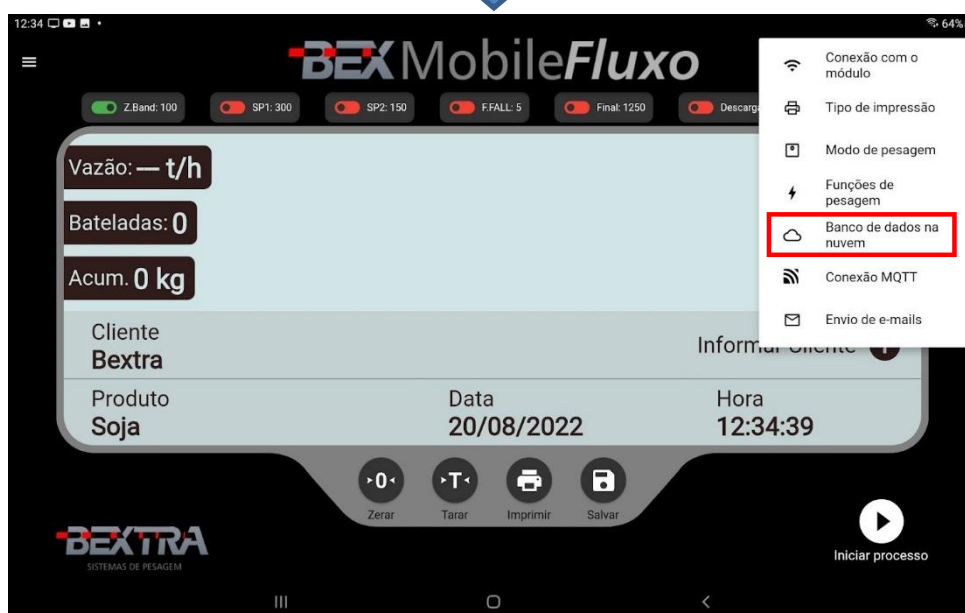 12:34
64%
BEX MobileFluxo
Z.Band: 100
SP1: 300
SP2: 150
F.FALL: 5
Final: 1250
Descarga
Conexão com o
módulo
Tipo de impressão
Modo de pesagem
Funções de
pesagem
Banco de dados na
nuvem
Conexão MQTT
Envio de e-mails
Vazão: --- t/h
Bateladas: 0
Acum. 0 kg
Cliente
Bextra
Informar Cliente
Produto
Soja
Data
20/08/2022
Hora
12:34:39
▸0◂
▸T◂
Zerar
Tarar
Imprimir
Salvar
BEXTRA
SISTEMAS DE PESAGEM
Iniciar processo